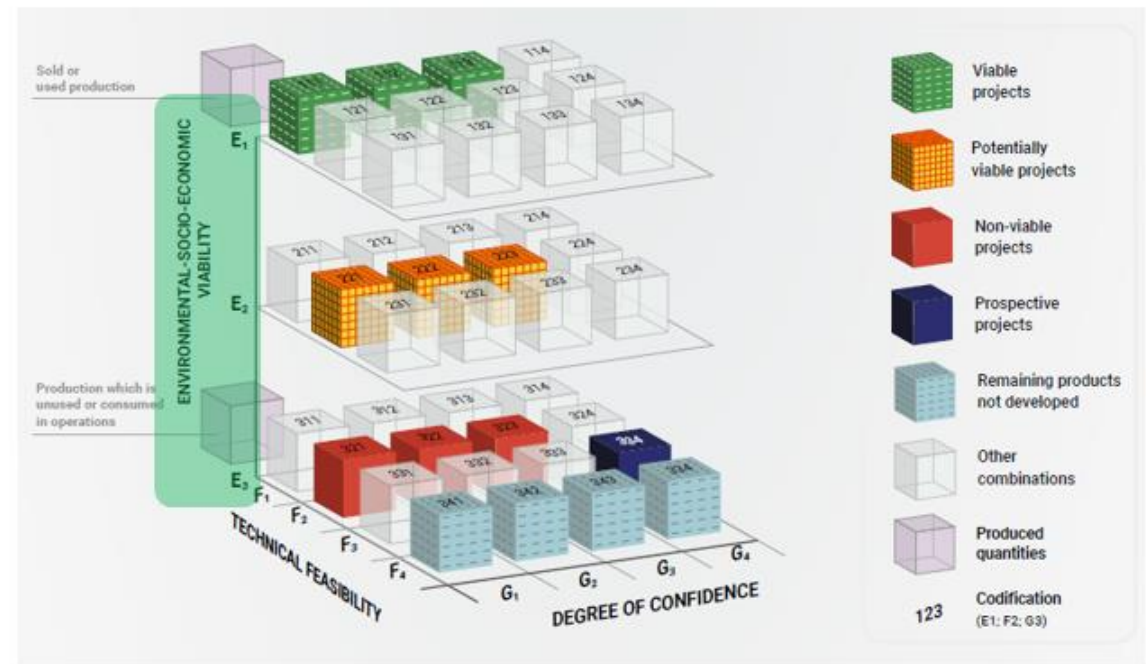 Sold or
used production
ENVIRONMENTAL-SOCIO-ECONOMIC
VIABILITY
Production which is
unused or consumed
in operations
E1
E2
E3
F1
F2
F3
F4
TECHNICAL FEASIBILITY
G1
G2
G3
G4
DEGREE OF CONFIDENCE
112
114
121
122
123
124
131
132
133
134
211
212
213
214
221
222
223
224
231
232
233
234
311
312
313
314
321
322
323
324
331
332
333
334
341
342
343
334
Viable
projects
Potentially
viable projects
Non-viable
projects
Prospective
projects
Remaining products
not developed
Other
combinations
Produced
quantities
123
Codification
(E1; F2; G3)